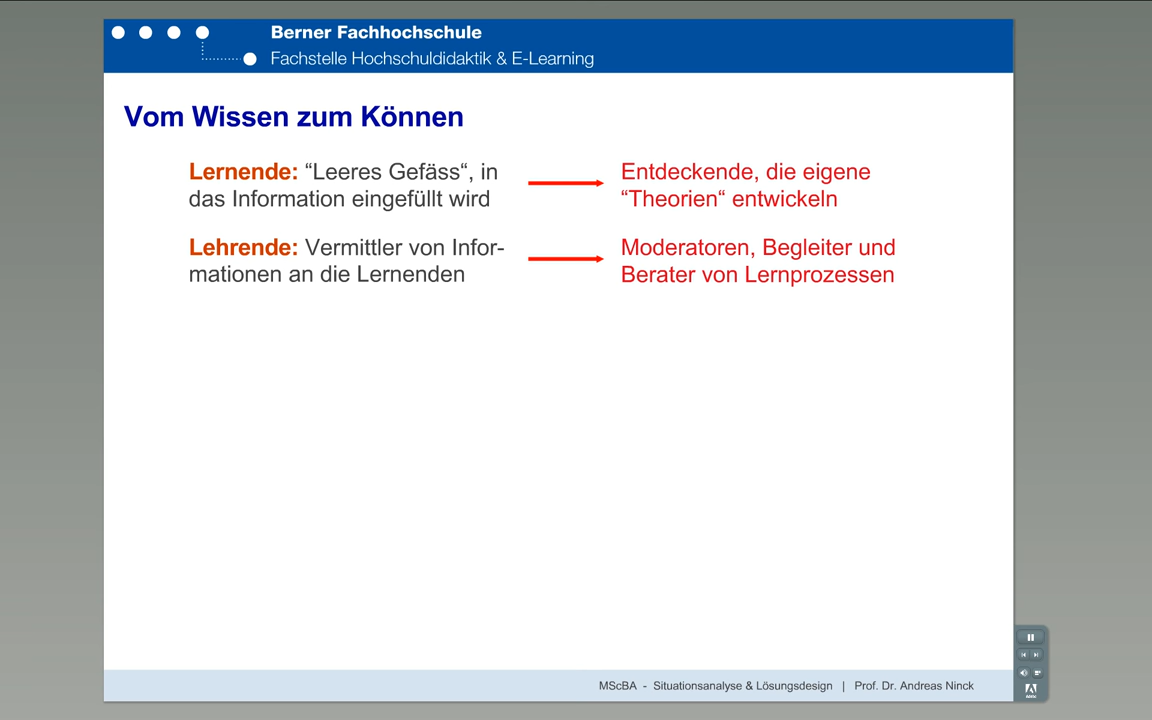 Berner Fachhochschule
Fachstelle Hochschuldidaktik & E-Learning
Vom Wissen zum Können
Lernende: “Leeres Gefäss“, in
das Information eingefüllt wird
Entdeckende, die eigene
“Theorien“ entwickeln
Lehrende: Vermittler von Infor-
mationen an die Lernenden
Moderatoren, Begleiter und
Berater von Lernprozessen
MScBA - Situationsanalyse & Lösungsdesign | Prof. Dr. Andreas Ninck